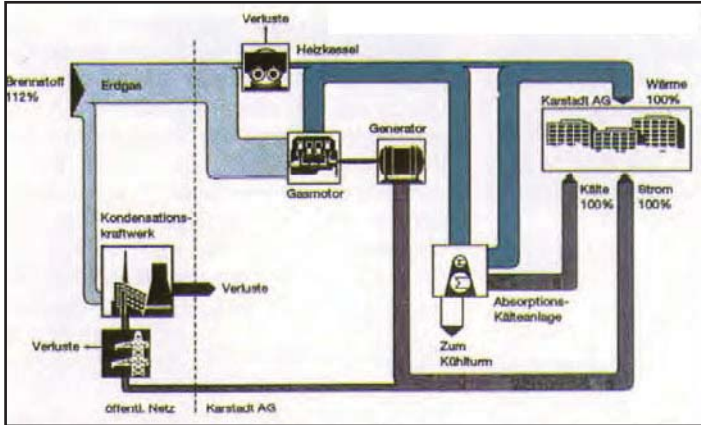 Verluste
Heizkessel
Brennstoff
112%
Erdgas
Wärme
100%
Karstadt AG
Generator
Gasmotor
Kälte
100%
Strom
100%
Kondensations-
kraftwerk
Verluste
Absorptions-
Kälteanlage
Verluste
Zum
Kühlturm
öffentl. Netz
Karstadt AG